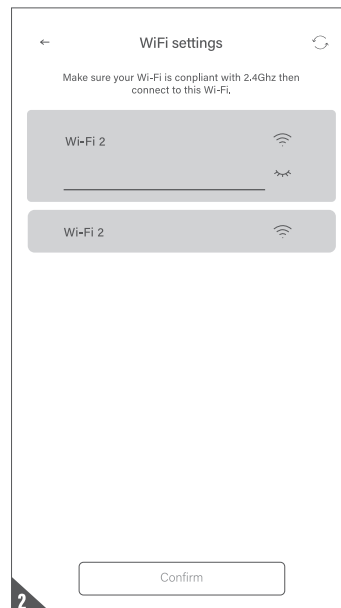 WiFi settings
Make sure your Wi-Fi is conpliant with 2.4Ghz then
connect to this Wi-Fi.
Wi-Fi 2
Wi-Fi 2
Confirm
2